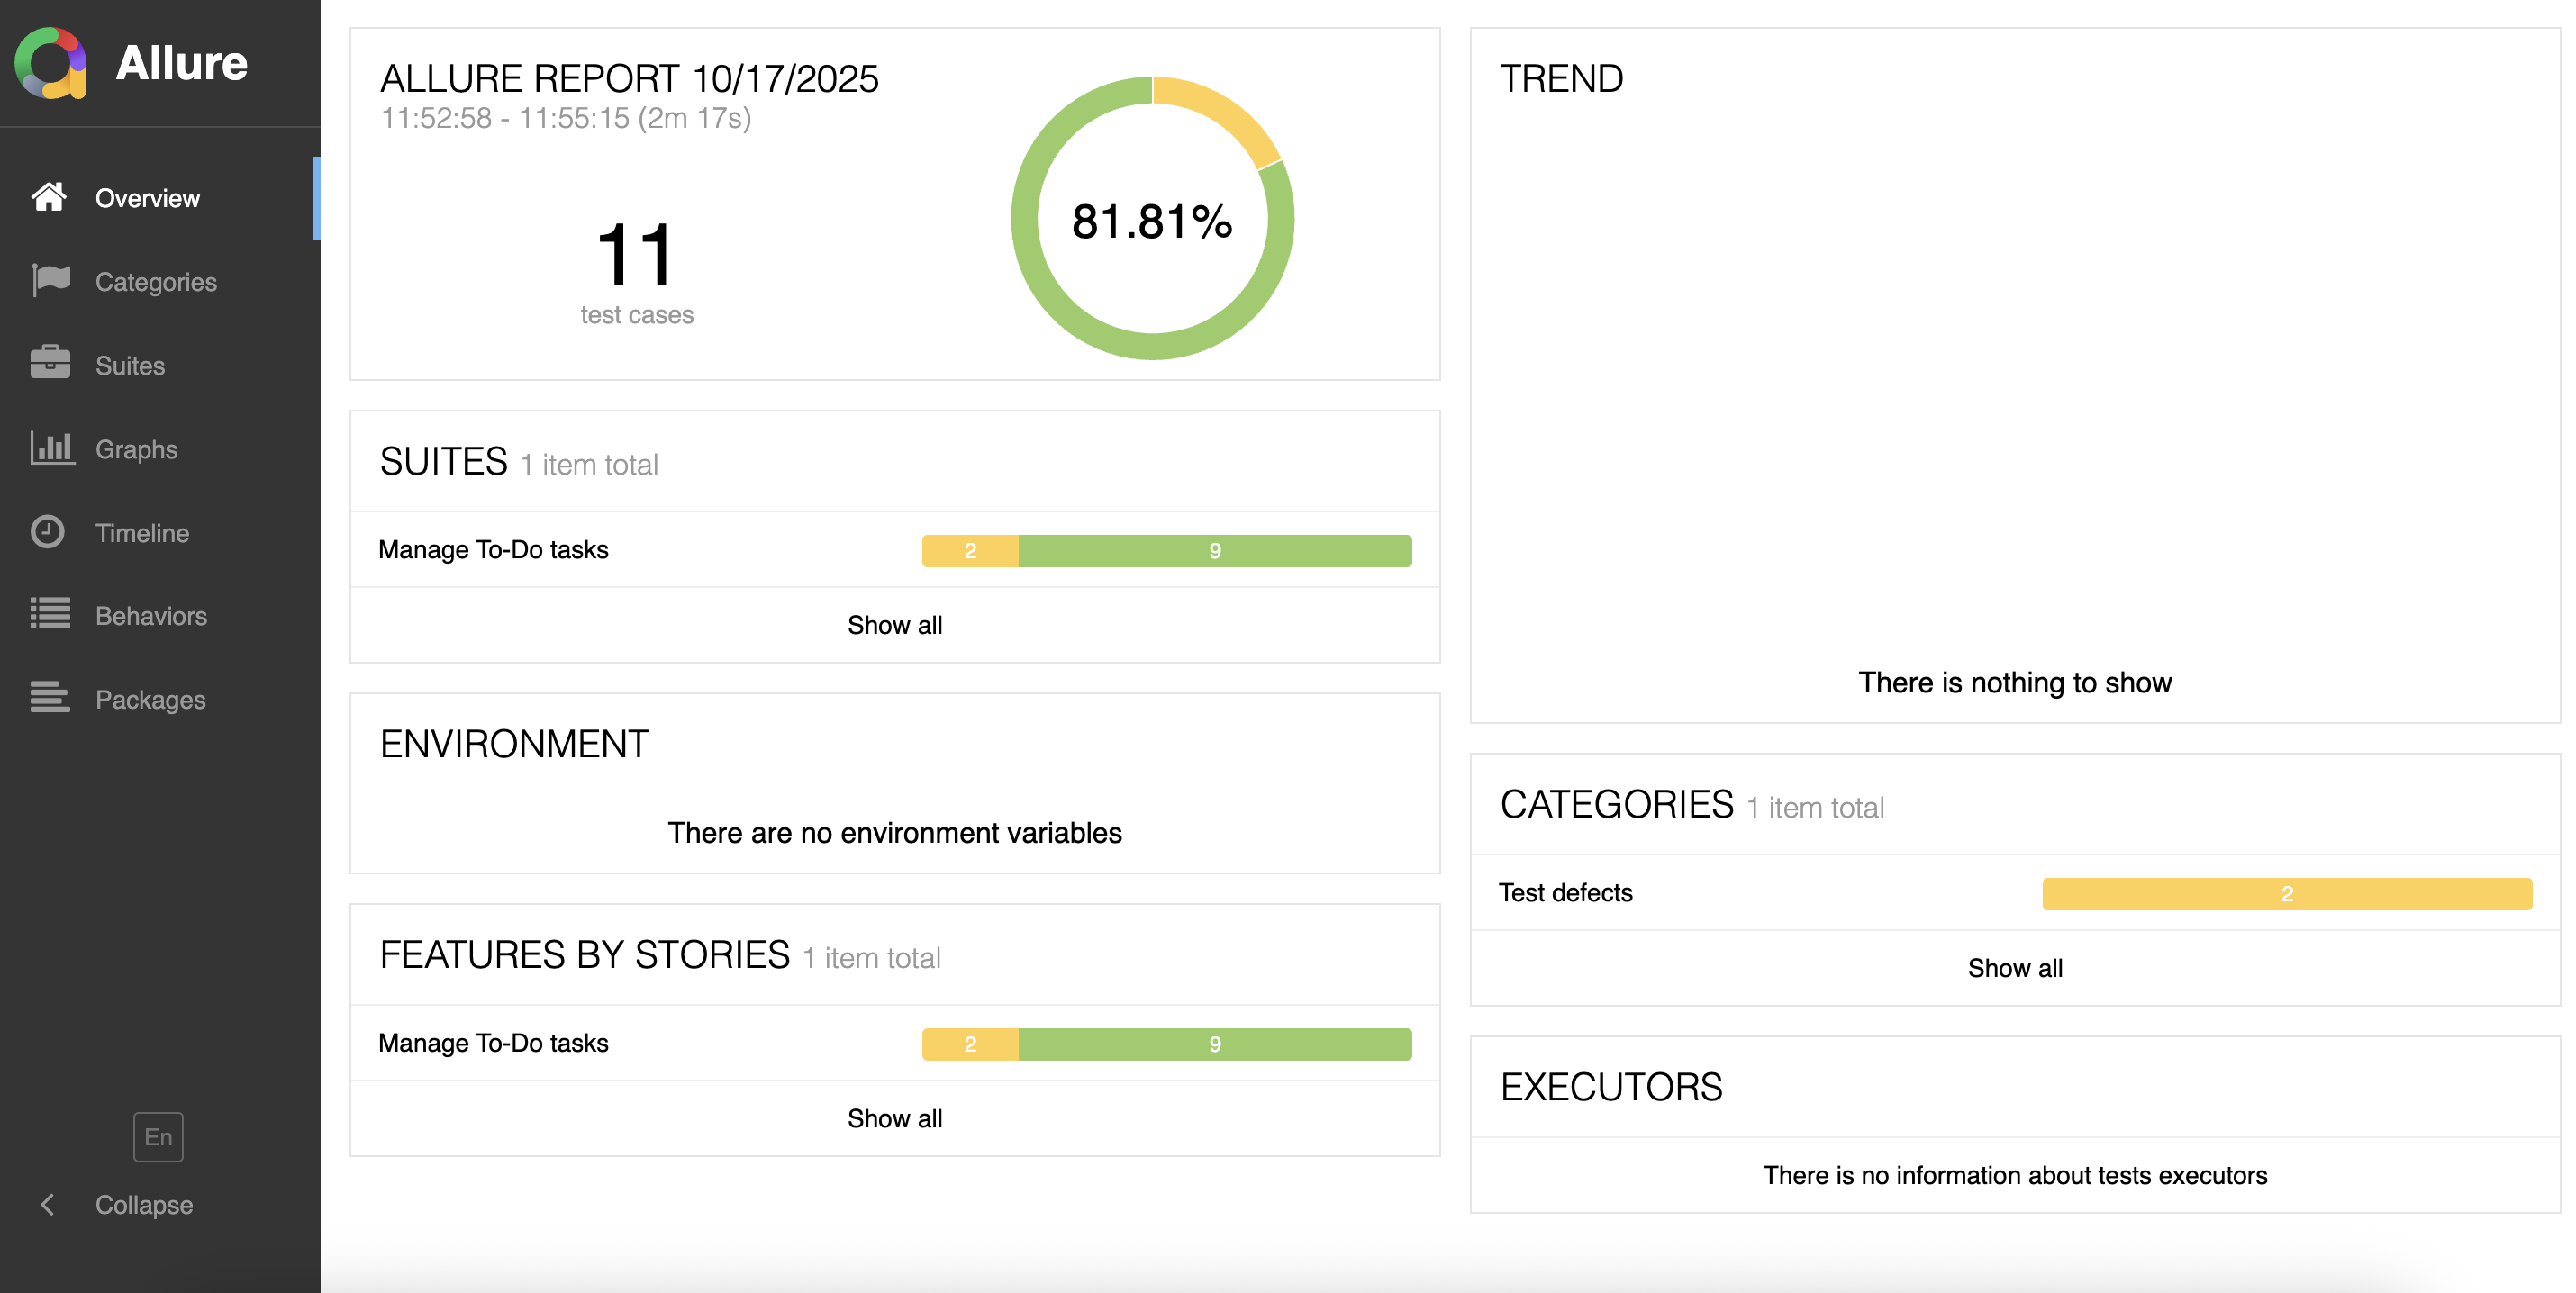 Allure
Overview
Categories
Suites
Graphs
Timeline
Behaviors
Packages
En
Collapse
ALLURE REPORT 10/17/2025
11:52:58 - 11:55:15 (2m 17s)
11
test cases
81.81%
SUITES 1 item total
Manage To-Do tasks 2 9
Show all
ENVIRONMENT
There are no environment variables
FEATURES BY STORIES 1 item total
Manage To-Do tasks 2 9
Show all
TREND
There is nothing to show
CATEGORIES 1 item total
Test defects 2
Show all
EXECUTORS
There is no information about tests executors